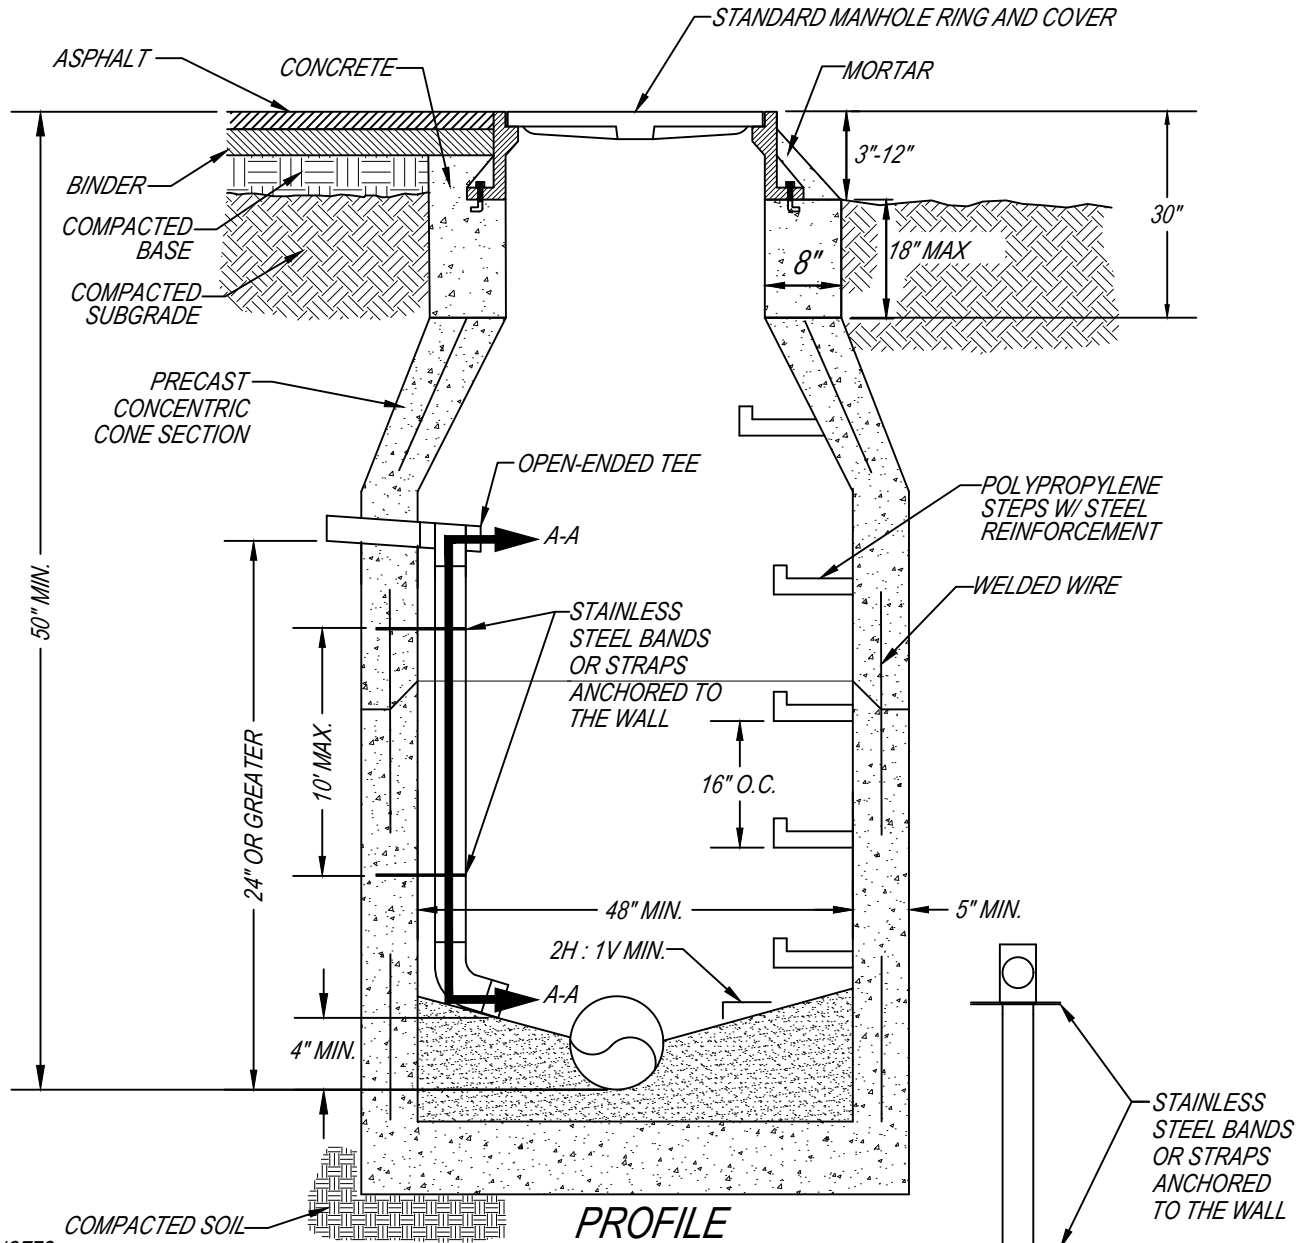 STANDARD MANHOLE RING AND COVER
ASPHALT
CONCRETE
MORTAR
3"-12"
BINDER
COMPACTED
BASE
30"
18" MAX
8"
COMPACTED
SUBGRADE
PRECAST
CONCENTRIC
CONE SECTION
OPEN-ENDED TEE
POLYPROPYLENE
STEPS W/ STEEL
REINFORCEMENT
A-A
50" MIN.
WELDED WIRE
STAINLESS
STEEL BANDS
OR STRAPS
ANCHORED TO
THE WALL
24" OR GREATER
10' MAX.
16" O.C.
48" MIN.
5" MIN.
2H : 1V MIN.
A-A
4" MIN.
STAINLESS
STEEL BANDS
OR STRAPS
ANCHORED
TO THE WALL
COMPACTED SOIL
PROFILE